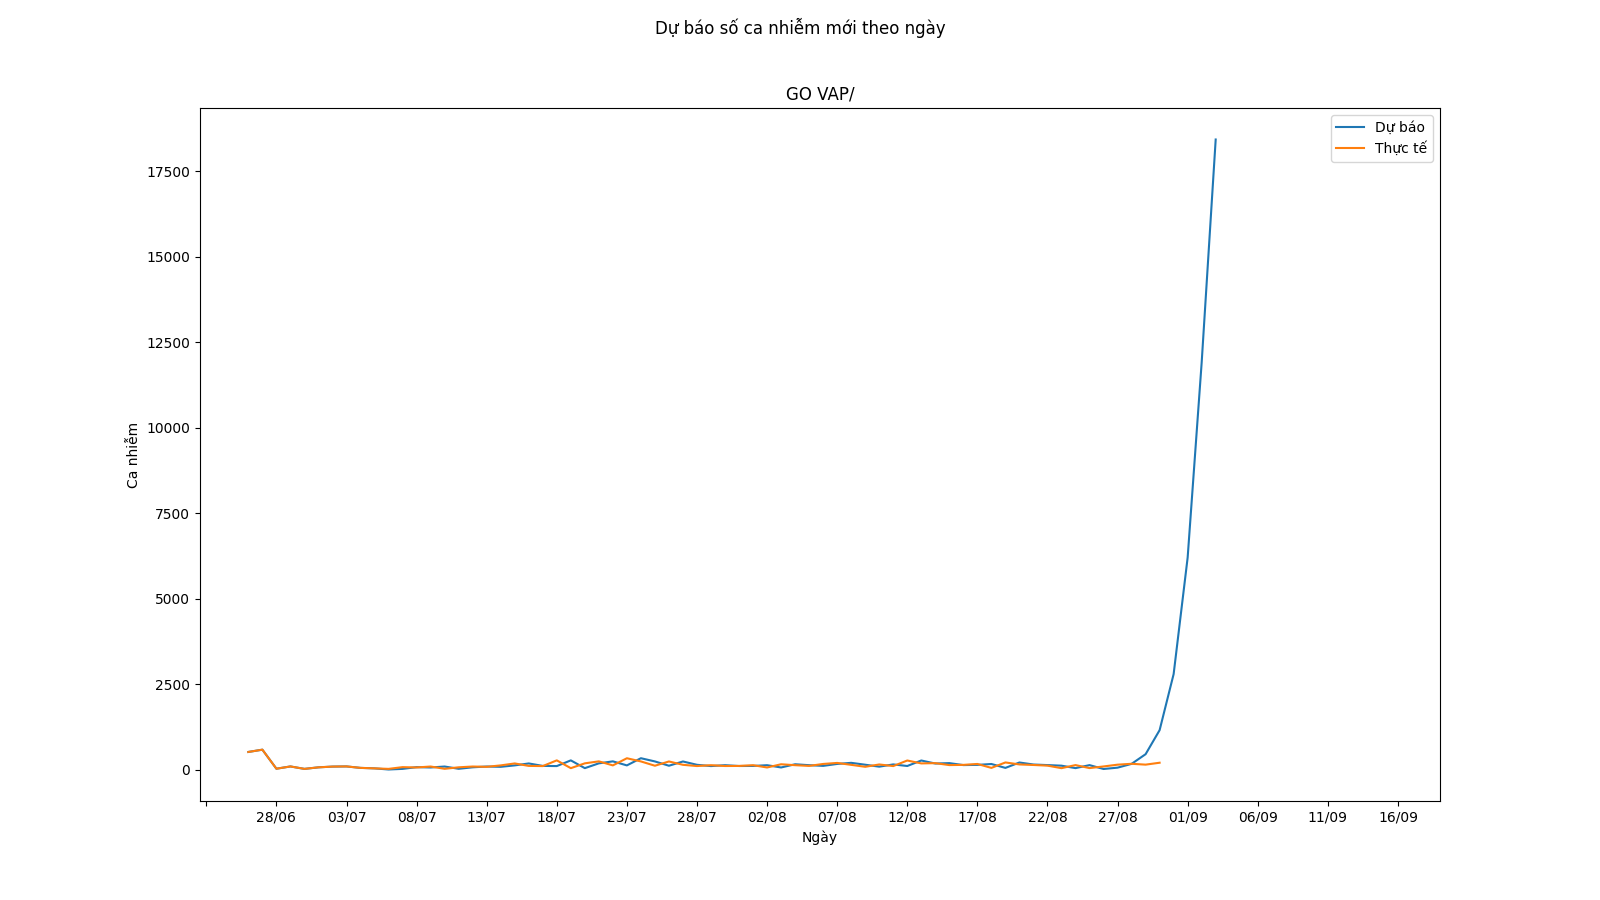 Dự báo số ca nhiễm mới theo ngày
GO VAP/
Dự báo
Thực tế
17500
15000
12500
10000
7500
5000
2500
0
Ca nhiễm
28/06 03/07 08/07 13/07 18/07 23/07 28/07 02/08 07/08 12/08 17/08 22/08 27/08 01/09 06/09 11/09 16/09
Ngày